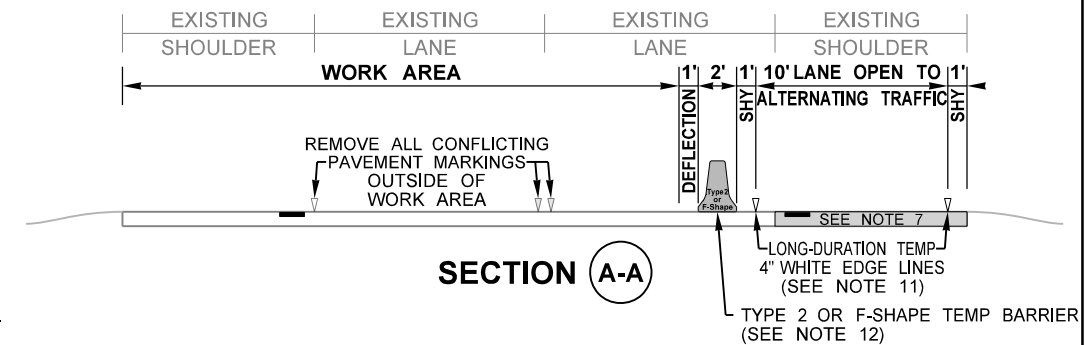 EXISTING EXISTING EXISTING EXISTING
SHOULDER LANE LANE SHOULDER
WORK AREA
1'
DEFLECTION
2'
1'
SHY
10' LANE OPEN TO
ALTERNATING TRAFFIC
1'
SHY
REMOVE ALL CONFLICTING
PAVEMENT MARKINGS
OUTSIDE OF
WORK AREA
Type 2
or
F-Shape
SEE NOTE 7
LONG-DURATION TEMP
4" WHITE EDGE LINES
(SEE NOTE 11)
SECTION A-A
TYPE 2 OR F-SHAPE TEMP BARRIER
(SEE NOTE 12)